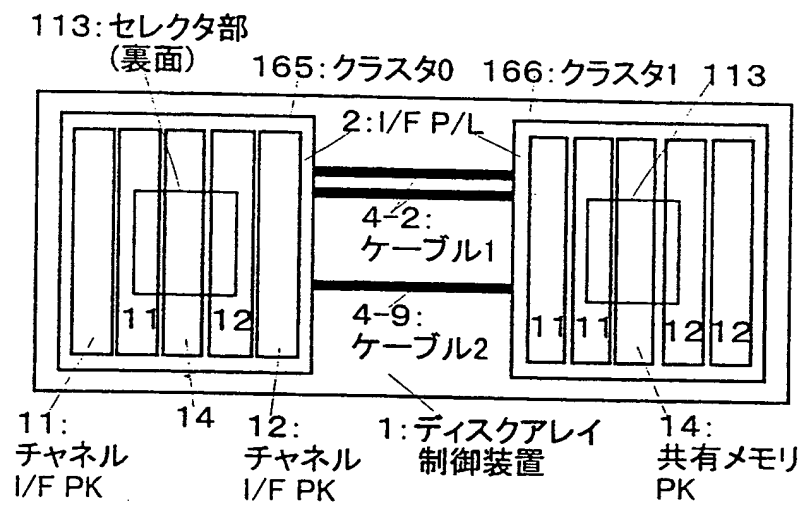 113:セレクタ部
(裏面)
165:クラスタ0
166:クラスタ1
113
2:I/F P/L
4-2:
ケーブル1
4-9:
ケーブル2
11
12
11
11
12
12
11:
チャネル
I/F PK
14
12:
チャネル
I/F PK
1:ディスクアレイ
制御装置
14:
共有メモリ
PK